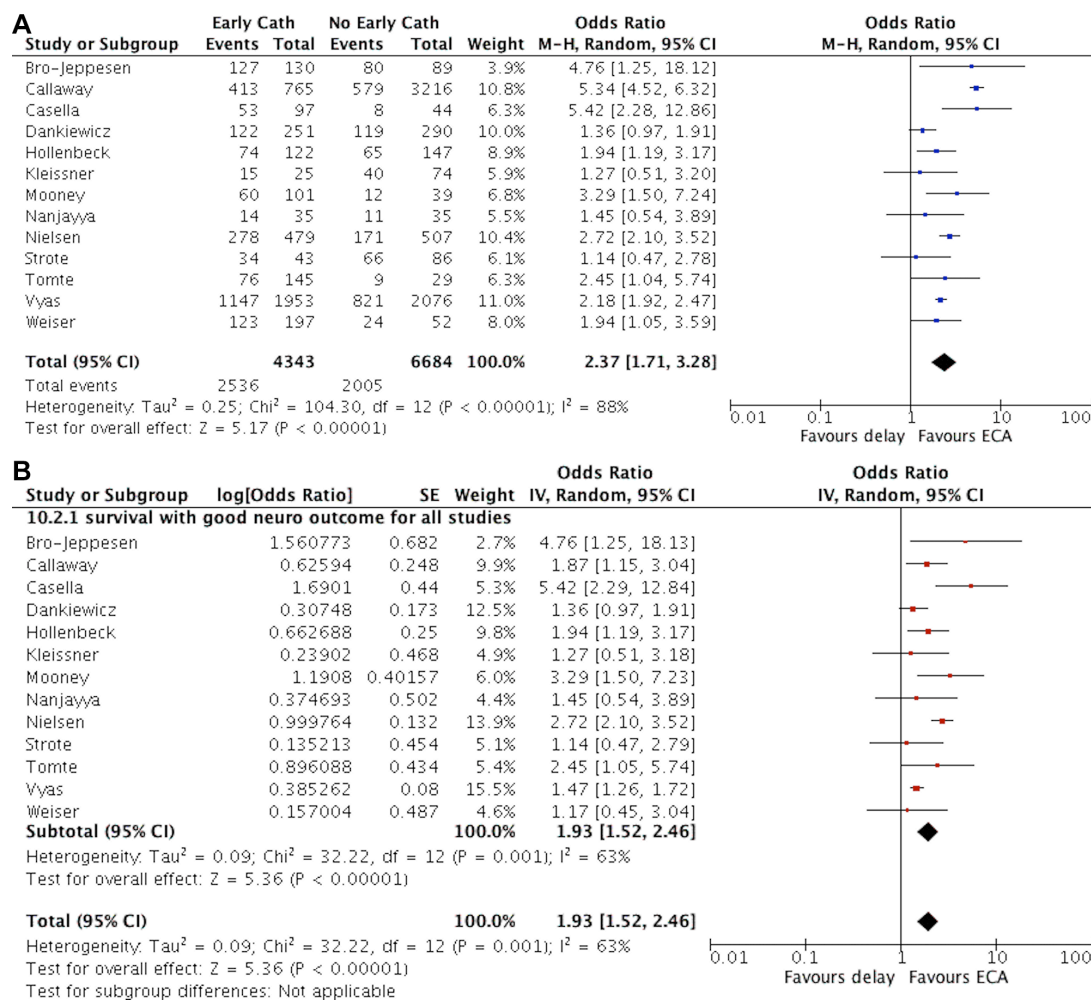 A
Early Cath No Early Cath Odds Ratio Odds Ratio
Study or Subgroup Events Total Events Total Weight M-H, Random, 95% CI M-H, Random, 95% CI
Bro-Jeppesen 127 130 80 89 3.9% 4.76 [1.25, 18.12]
Callaway 413 765 579 3216 10.8% 5.34 [4.52, 6.32]
Casella 53 97 8 44 6.3% 5.42 [2.28, 12.86]
Dankiewicz 122 251 119 290 10.0% 1.36 [0.97, 1.91]
Hollenbeck 74 122 65 147 8.9% 1.94 [1.19, 3.17]
Kleissner 15 25 40 74 5.9% 1.27 [0.51, 3.20]
Mooney 60 101 12 39 6.8% 3.29 [1.50, 7.24]
Nanjayya 14 35 11 35 5.5% 1.45 [0.54, 3.89]
Nielsen 278 479 171 507 10.4% 2.72 [2.10, 3.52]
Strote 34 43 66 86 6.1% 1.14 [0.47, 2.78]
Tomte 76 145 9 29 6.3% 2.45 [1.04, 5.74]
Vyas 1147 1953 821 2076 11.0% 2.18 [1.92, 2.47]
Weiser 123 197 24 52 8.0% 1.94 [1.05, 3.59]
Total (95% CI) 4343 6684 100.0% 2.37 [1.71, 3.28]
Total events 2536 2005
Heterogeneity: Tau² = 0.25; Chi² = 104.30, df = 12 (P < 0.00001); I² = 88%
Test for overall effect: Z = 5.17 (P < 0.00001)
0.01 0.1 1 10 100
Favours delay Favours ECA
B
Odds Ratio Odds Ratio
Study or Subgroup log[Odds Ratio] SE Weight IV, Random, 95% CI IV, Random, 95% CI
10.2.1 survival with good neuro outcome for all studies
Bro-Jeppesen 1.560773 0.682 2.7% 4.76 [1.25, 18.13]
Callaway 0.62594 0.248 9.9% 1.87 [1.15, 3.04]
Casella 1.6901 0.44 5.3% 5.42 [2.29, 12.84]
Dankiewicz 0.30748 0.173 12.5% 1.36 [0.97, 1.91]
Hollenbeck 0.662688 0.25 9.8% 1.94 [1.19, 3.17]
Kleissner 0.23902 0.468 4.9% 1.27 [0.51, 3.18]
Mooney 1.1908 0.40157 6.0% 3.29 [1.50, 7.23]
Nanjayya 0.374693 0.502 4.4% 1.45 [0.54, 3.89]
Nielsen 0.999764 0.132 13.9% 2.72 [2.10, 3.52]
Strote 0.135213 0.454 5.1% 1.14 [0.47, 2.79]
Tomte 0.896088 0.434 5.4% 2.45 [1.05, 5.74]
Vyas 0.385262 0.08 15.5% 1.47 [1.26, 1.72]
Weiser 0.157004 0.487 4.6% 1.17 [0.45, 3.04]
Subtotal (95% CI) 100.0% 1.93 [1.52, 2.46]
Heterogeneity: Tau² = 0.09; Chi² = 32.22, df = 12 (P = 0.001); I² = 63%
Test for overall effect: Z = 5.36 (P < 0.00001)
Total (95% CI) 100.0% 1.93 [1.52, 2.46]
Heterogeneity: Tau² = 0.09; Chi² = 32.22, df = 12 (P = 0.001); I² = 63%
Test for overall effect: Z = 5.36 (P < 0.00001)
Test for subgroup differences: Not applicable
0.01 0.1 1 10 100
Favours delay Favours ECA